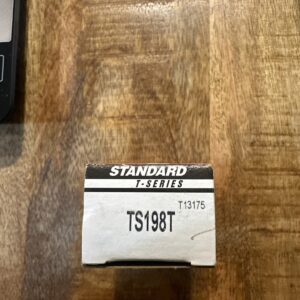 STANDARD
T-SERIES
T13175
TS198T